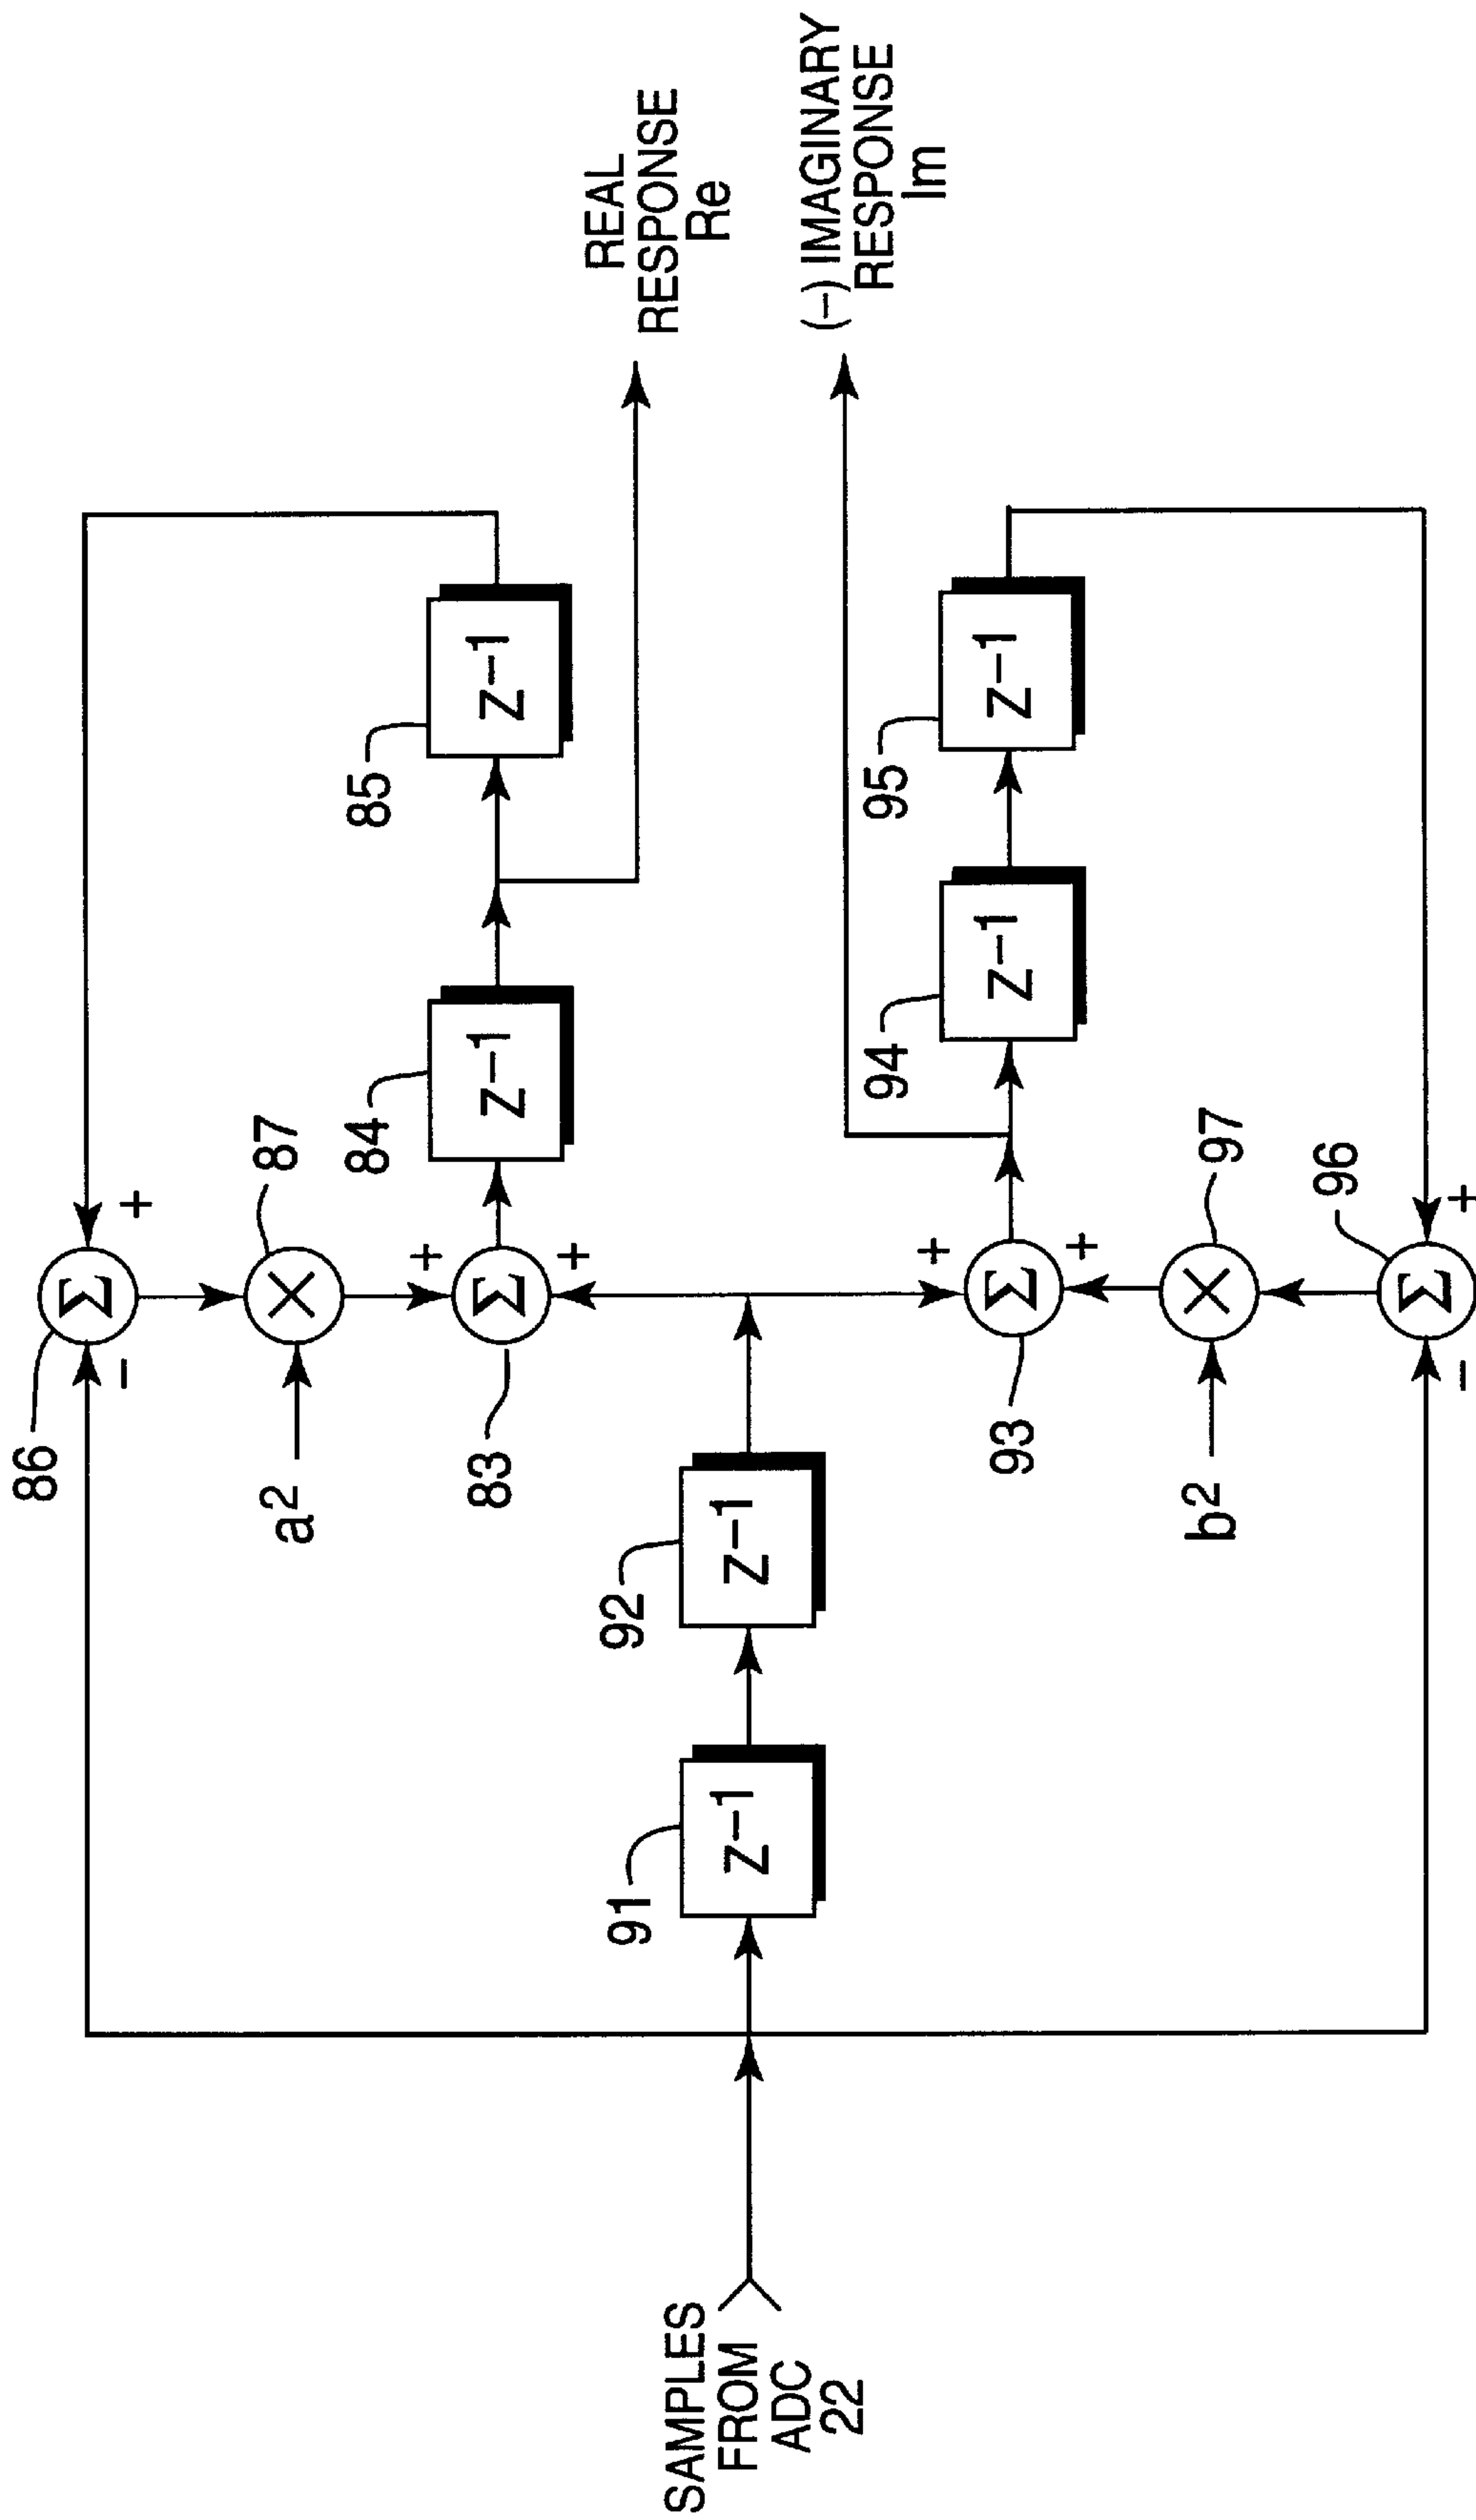 SAMPLES
FROM
ADC
22
86
−
+
87
a²
+
83
+
84
z⁻¹
85
z⁻¹
REAL
RESPONSE
Re
91
z⁻¹
92
z⁻¹
(−) IMAGINARY
RESPONSE
Im
93
+
+
94
z⁻¹
95
z⁻¹
b²
97
96
−
+
Σ
×
Σ
Σ
×
Σ